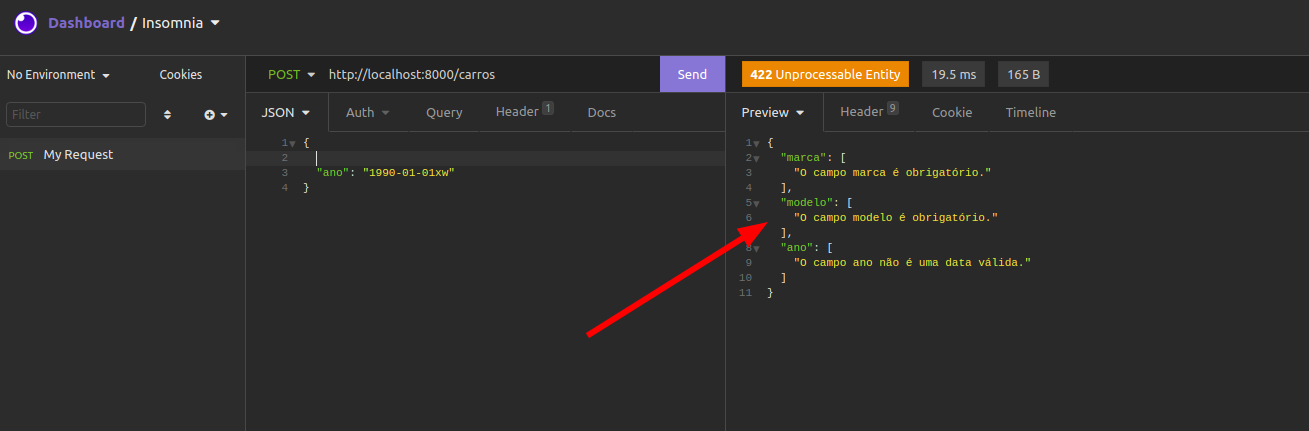 Dashboard / Insomnia
No Environment Cookies
Filter
POST My Request
POST http://localhost:8000/carros Send
JSON Auth Query Header 1 Docs
1 {
2
3 "ano": "1990-01-01xw"
4 }
422 Unprocessable Entity 19.5 ms 165 B
Preview Header 9 Cookie Timeline
1 {
2 "marca": [
3 "O campo marca é obrigatório."
4 ],
5 "modelo": [
6 "O campo modelo é obrigatório."
],
8 "ano": [
9 "O campo ano não é uma data válida."
10 ]
11 }